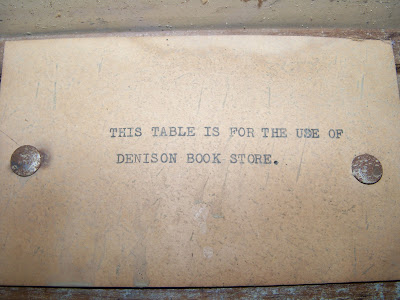 THIS TABLE IS FOR THE USE OF
DENISON BOOK STORE.